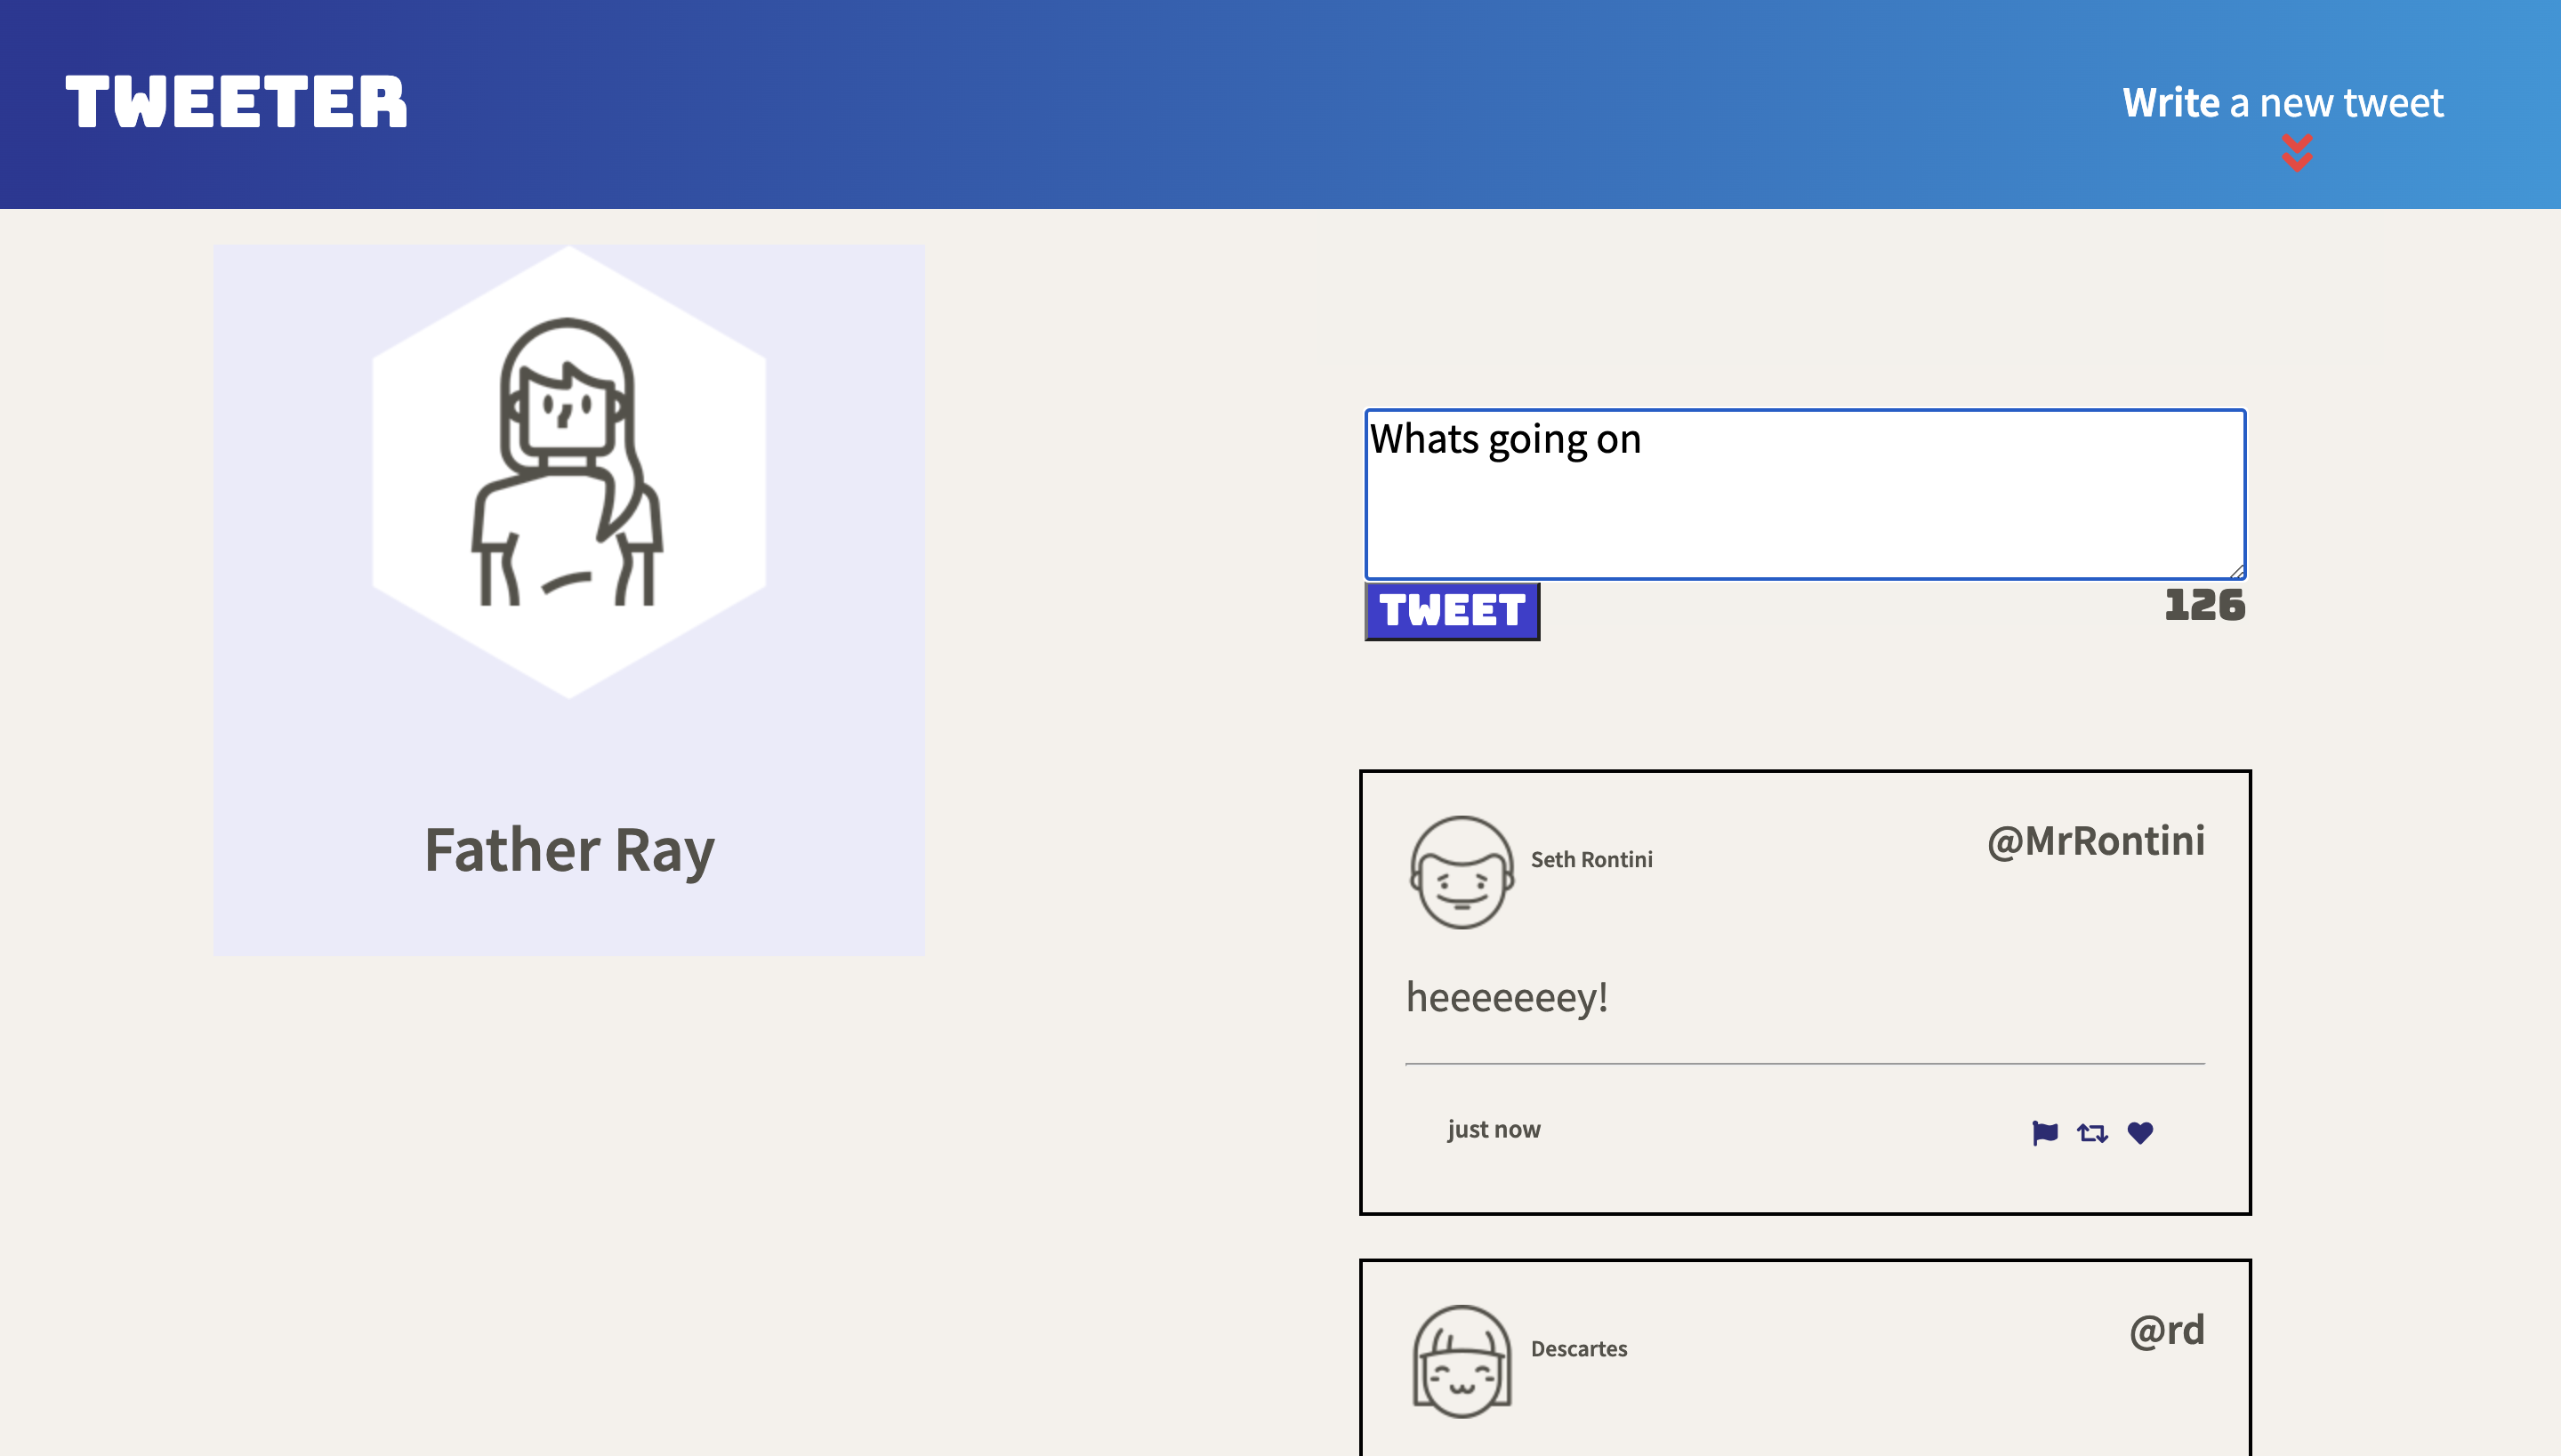 TWEETER
Write a new tweet
Father Ray
Whats going on
TWEET
126
Seth Rontini
@MrRontini
heeeeeeey!
just now
Descartes
@rd